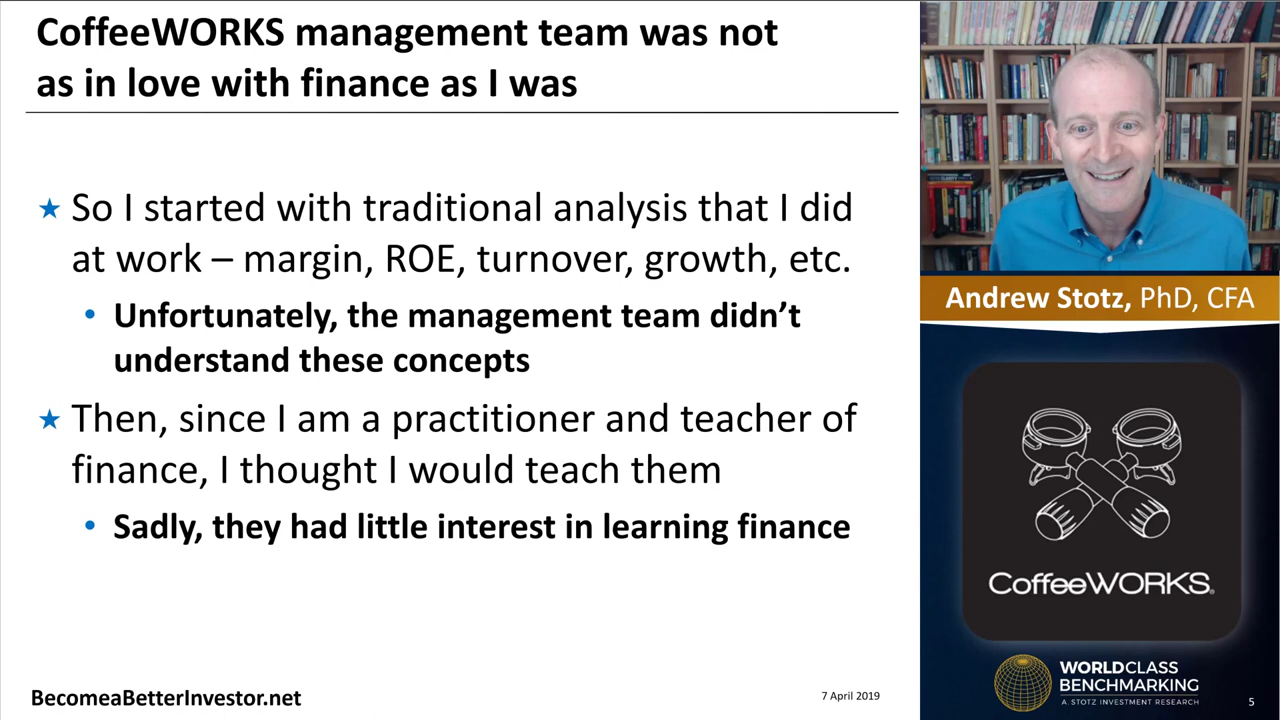 CoffeeWORKS management team was not
as in love with finance as I was
So I started with traditional analysis that I did
at work – margin, ROE, turnover, growth, etc.
Unfortunately, the management team didn’t
understand these concepts
Then, since I am a practitioner and teacher of
finance, I thought I would teach them
Sadly, they had little interest in learning finance
BecomeaBetterInvestor.net
7 April 2019
Andrew Stotz, PhD, CFA
CoffeeWORKS®
WORLDCLASS
BENCHMARKING
A STOTZ INVESTMENT RESEARCH
5